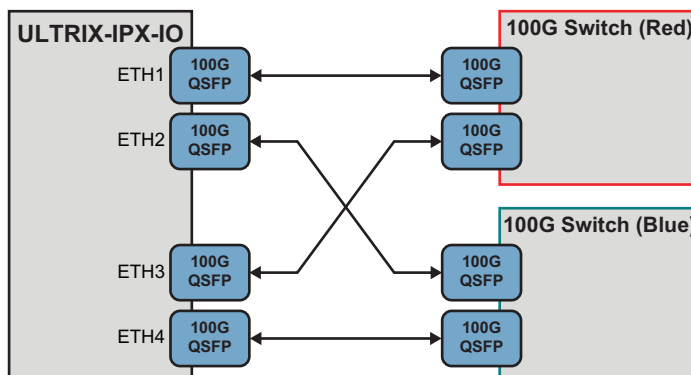 ULTRIX-IPX-IO
ETH1
100G
QSFP
ETH2
100G
QSFP
ETH3
100G
QSFP
ETH4
100G
QSFP
100G Switch (Red)
100G
QSFP
100G
QSFP
100G Switch (Blue)
100G
QSFP
100G
QSFP